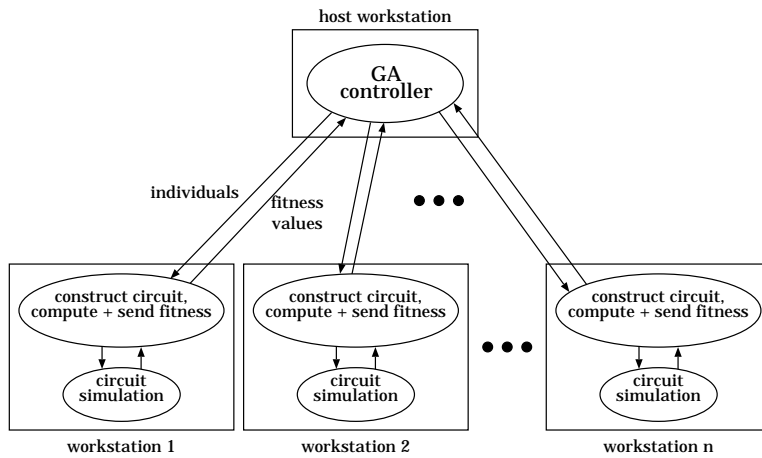 host workstation
GA
controller
individuals
fitness
values
construct circuit,
compute + send fitness
circuit
simulation
workstation 1
construct circuit,
compute + send fitness
circuit
simulation
workstation 2
construct circuit,
compute + send fitness
circuit
simulation
workstation n